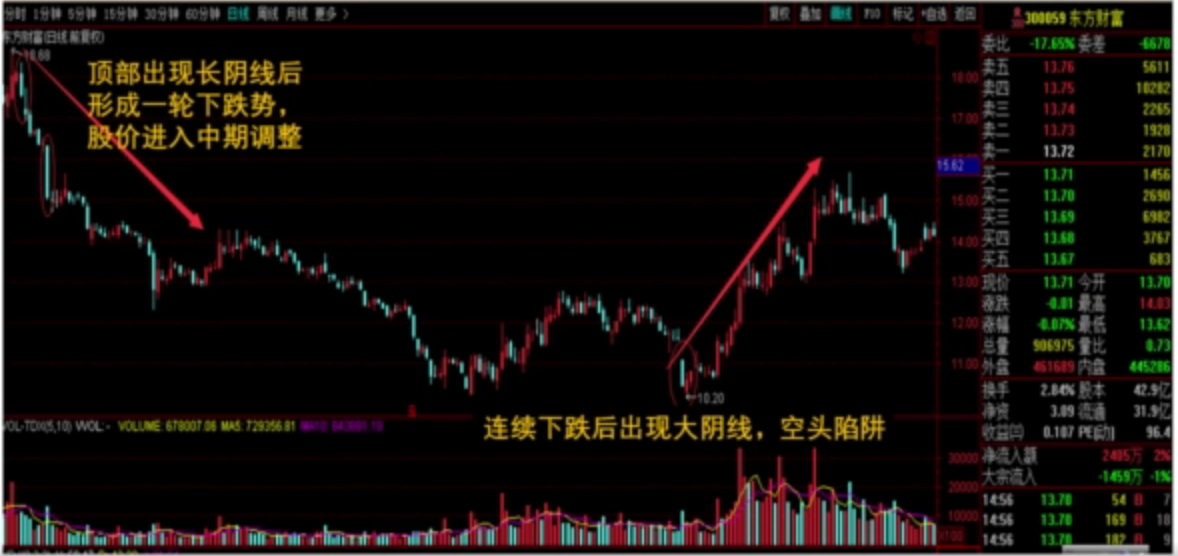 分时 1分钟 5分钟 15分钟 30分钟 60分钟 日线 周线 月线 更多 >
复权 叠加 画线 F10 标记 +自选 返回
300059 东方财富
东方财富(日线.前复权)
18.68
顶部出现长阴线后
形成一轮下跌势，
股价进入中期调整
18.00
17.00
15.62
15.00
14.00
13.00
12.00
11.00
10.20
连续下跌后出现大阴线，空头陷阱
VOL-TDX(5,10) VVOL: - VOLUME: 678007.06 MA5: 729356.81
30000
20000
10000
X100
委比 -17.65% 委差 -6678
卖五 13.76 5611
卖四 13.75 10282
卖三 13.74 2265
卖二 13.73 1928
卖一 13.72 2170
买一 13.71 1456
买二 13.70 2690
买三 13.69 6982
买四 13.68 3767
买五 13.67 683
现价 13.71 今开 13.70
涨跌 -0.01 最高 14.03
涨幅 -0.07% 最低 13.62
总量 906975 量比 0.73
外盘 461689 内盘 445286
换手 2.84% 股本 42.9亿
净资 3.09 流通 31.9亿
收益㈢ 0.107 PE[动] 96.4
净流入额 2405万 2%
大宗流入 -1459万 -1%
14:56 13.70 54 B 7
14:56 13.70 169 B 18
14:56 13.70 182 B 9